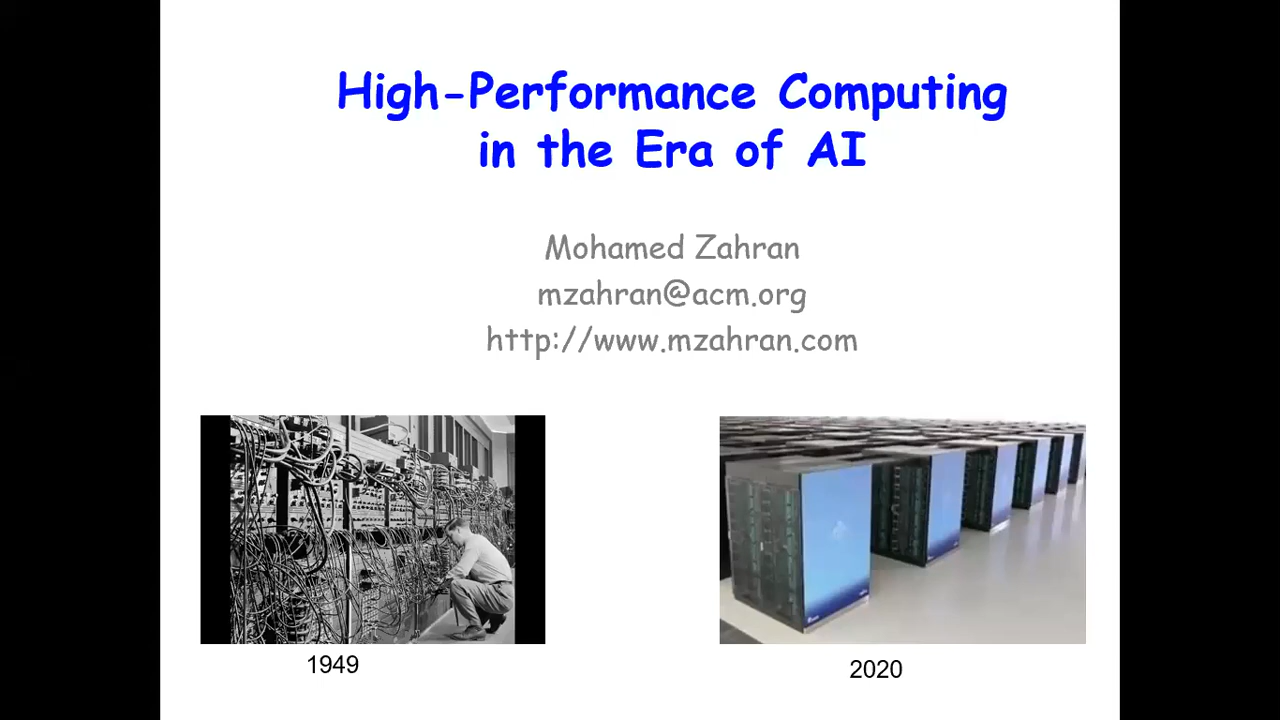 High-Performance Computing
in the Era of AI
Mohamed Zahran
mzahran@acm.org
http://www.mzahran.com
1949
2020